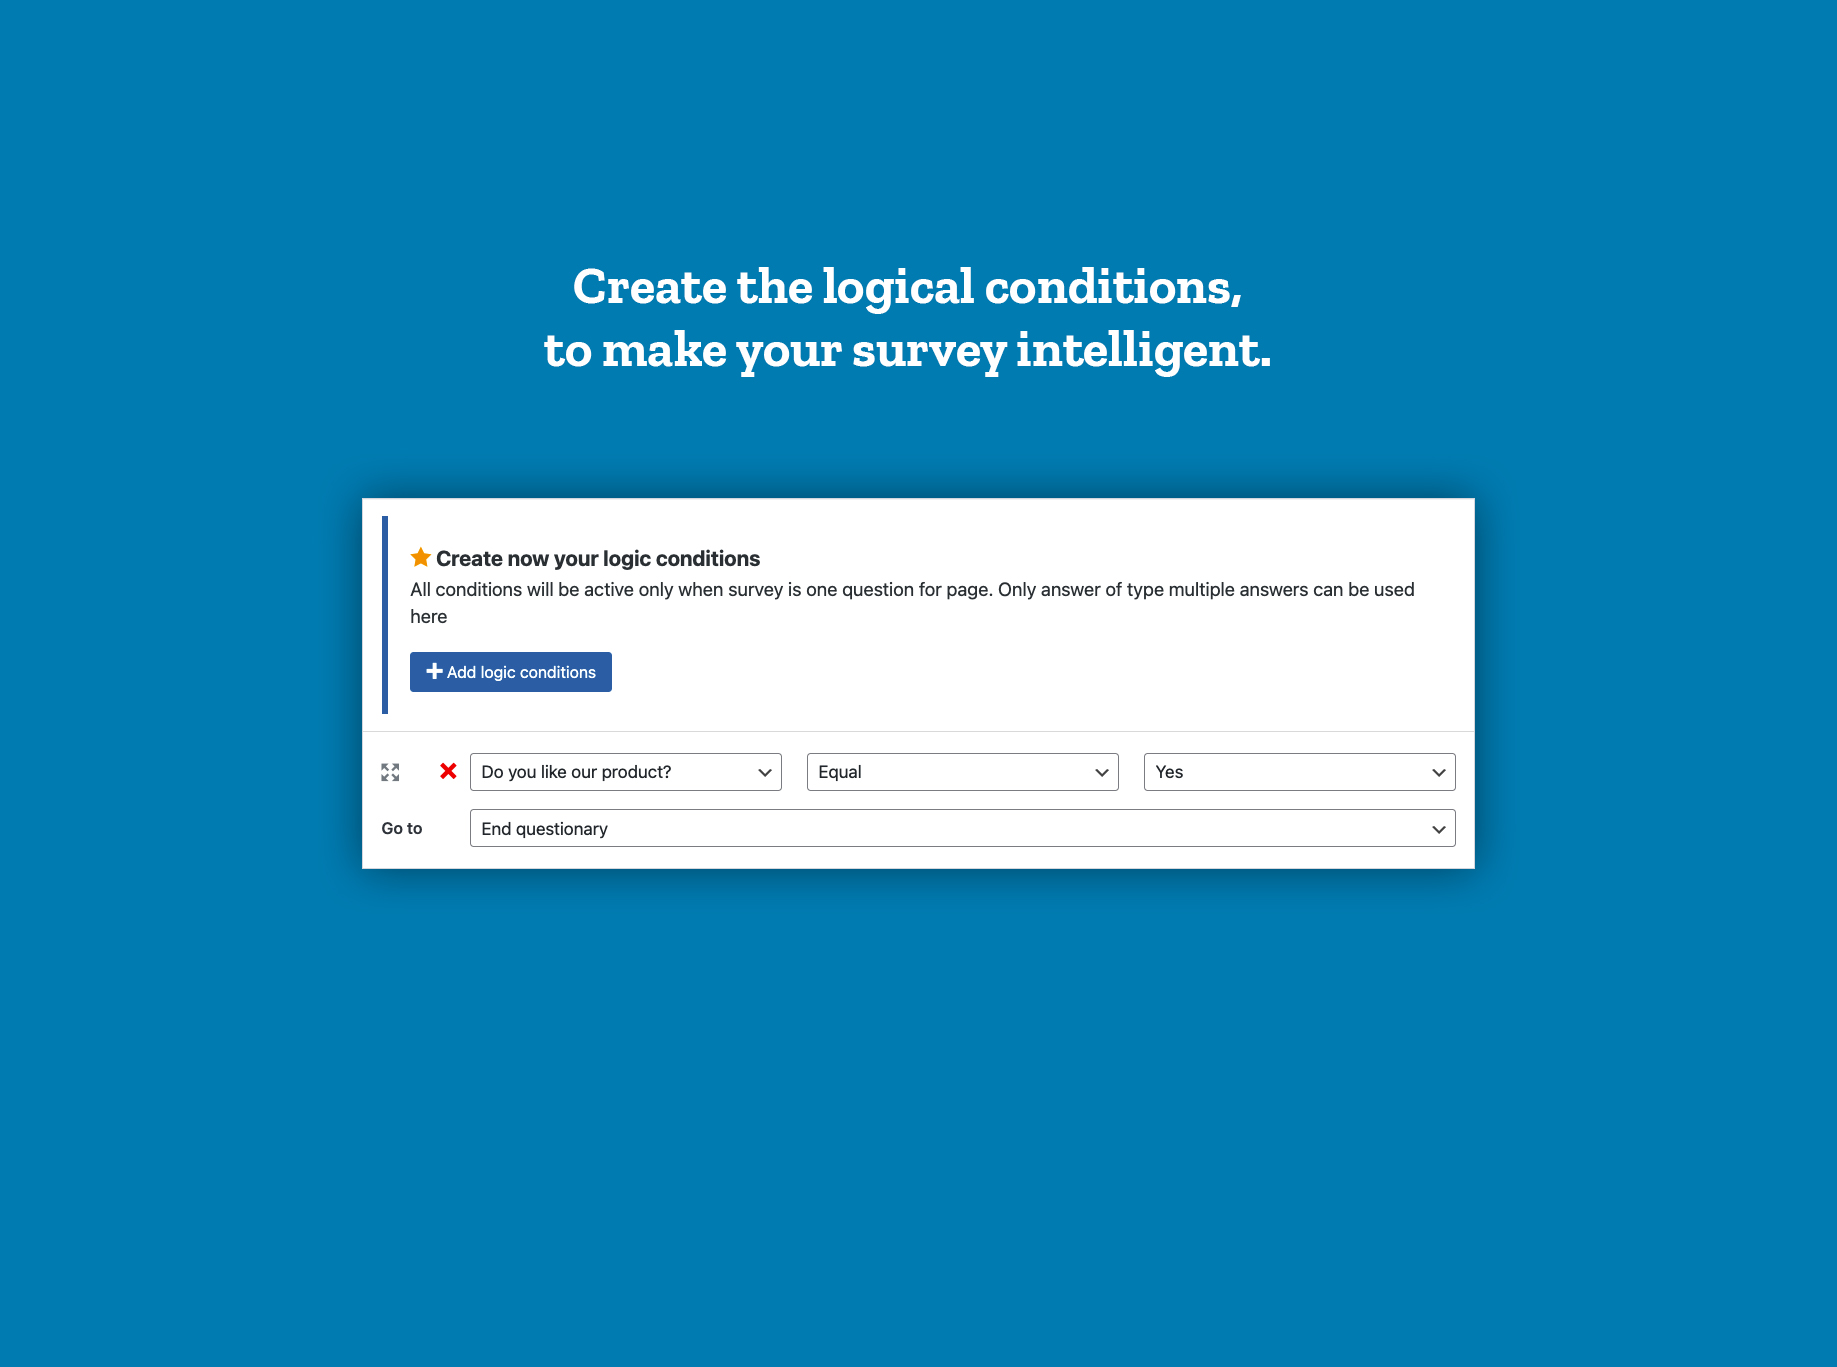 Create the logical conditions,
to make your survey intelligent.
Create now your logic conditions
All conditions will be active only when survey is one question for page. Only answer of type multiple answers can be used
here
Add logic conditions
Do you like our product? Equal Yes
Go to End questionary